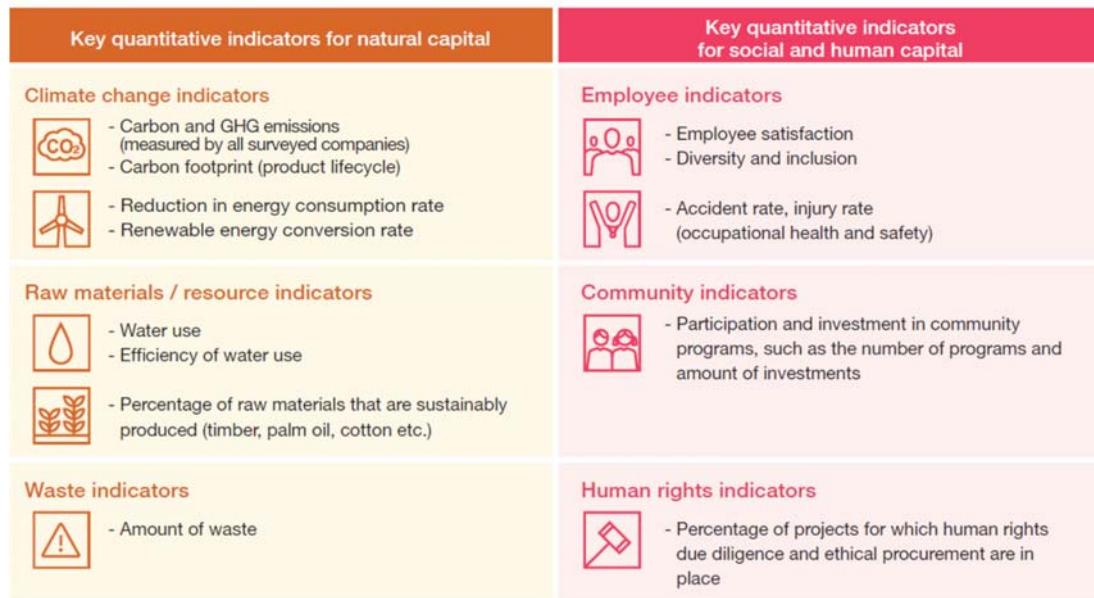 Key quantitative indicators for natural capital
Key quantitative indicators
for social and human capital
Climate change indicators
CO2
- Carbon and GHG emissions
(measured by all surveyed companies)
- Carbon footprint (product lifecycle)
- Reduction in energy consumption rate
- Renewable energy conversion rate
Employee indicators
- Employee satisfaction
- Diversity and inclusion
- Accident rate, injury rate
(occupational health and safety)
Raw materials / resource indicators
- Water use
- Efficiency of water use
- Percentage of raw materials that are sustainably
produced (timber, palm oil, cotton etc.)
Community indicators
- Participation and investment in community
programs, such as the number of programs and
amount of investments
Waste indicators
- Amount of waste
Human rights indicators
- Percentage of projects for which human rights
due diligence and ethical procurement are in
place